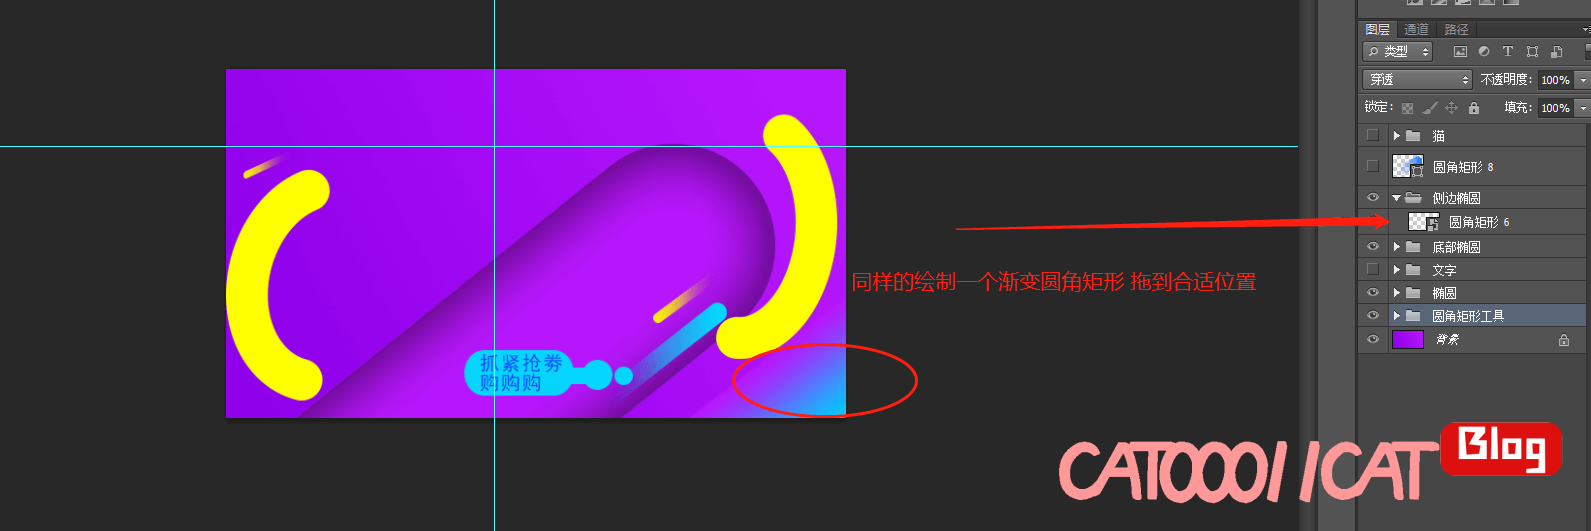 图层 通道 路径
类型
穿透 不透明度: 100%
锁定: 填充: 100%
猫
圆角矩形 8
侧边椭圆
圆角矩形 6
底部椭圆
文字
椭圆
圆角矩形工具
背景
同样的绘制一个渐变圆角矩形 拖到合适位置
抓紧抢劵
购购购
CATOOO//CAT
Blog